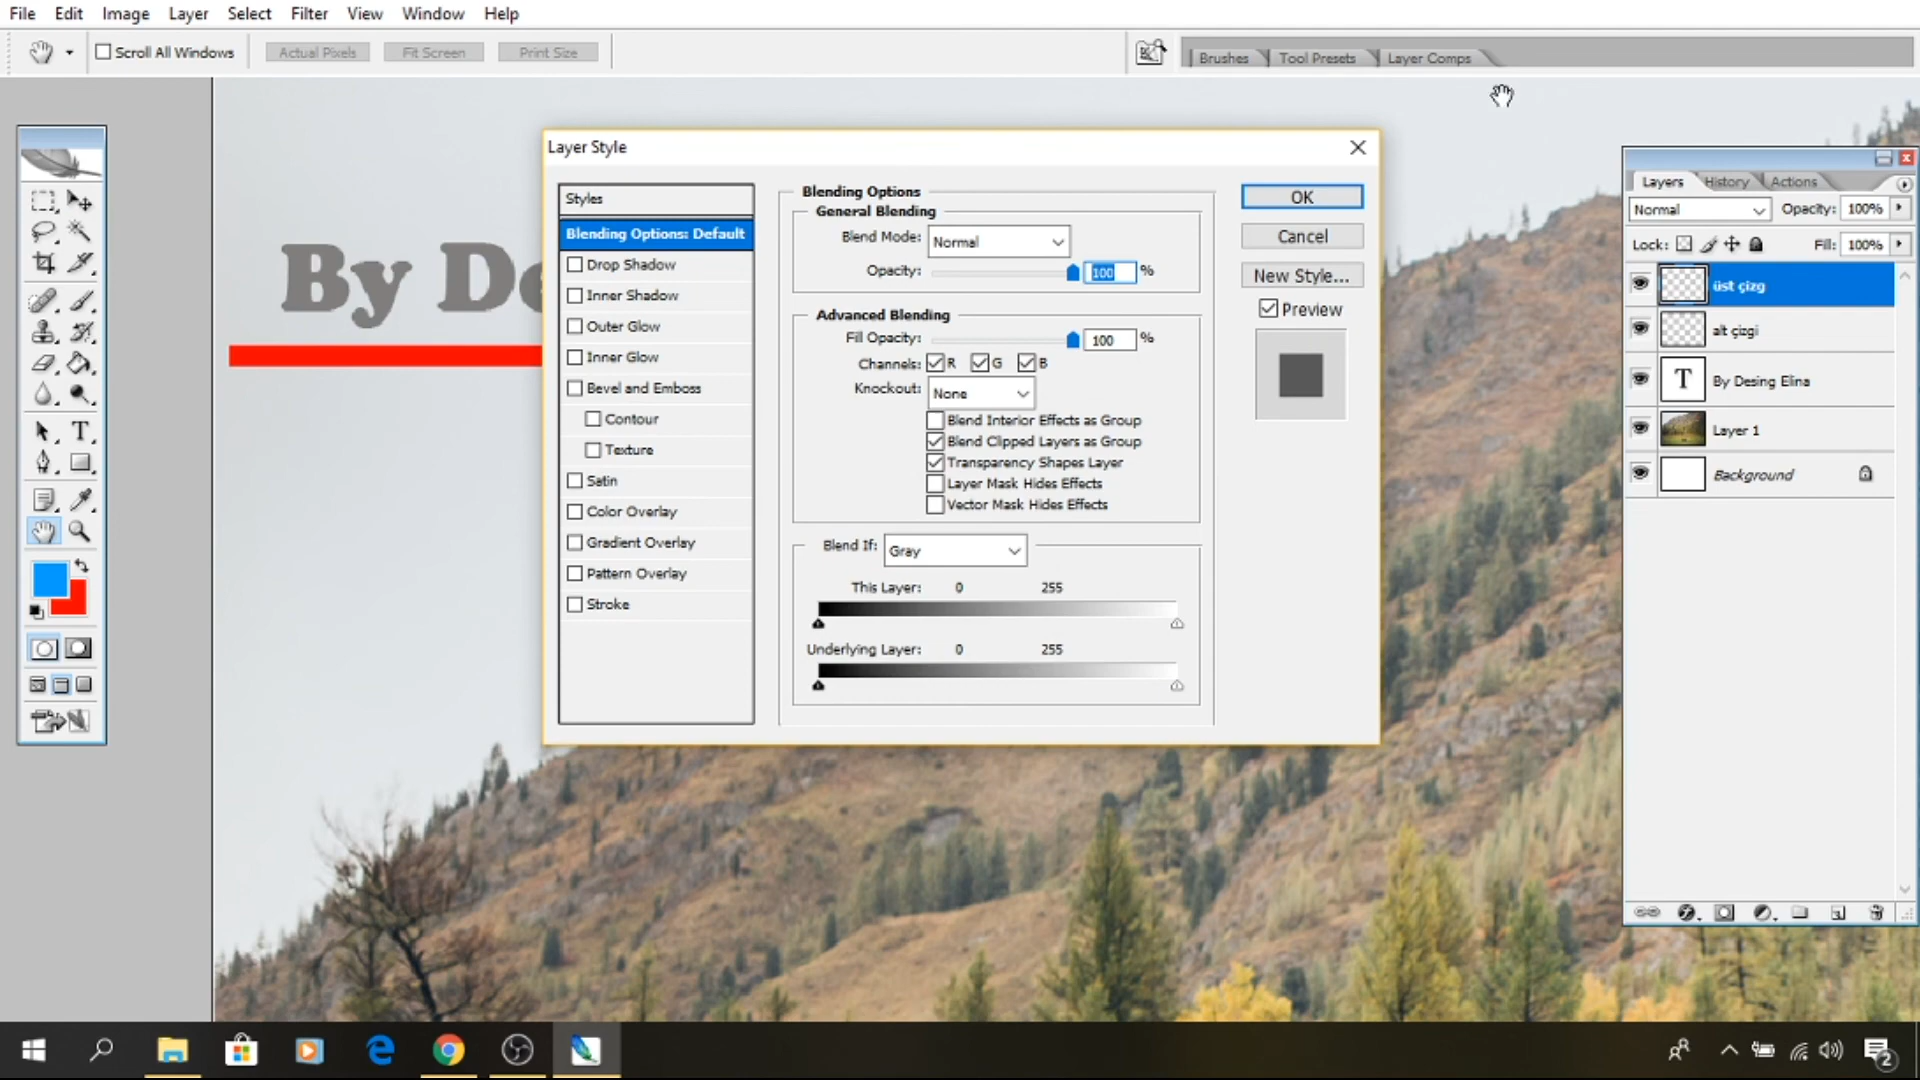 File Edit Image Layer Select Filter View Window Help
Scroll All Windows Actual Pixels Fit Screen Print Size Brushes Tool Presets Layer Comps
By De
Layer Style
Styles
Blending Options: Default
Drop Shadow
Inner Shadow
Outer Glow
Inner Glow
Bevel and Emboss
Contour
Texture
Satin
Color Overlay
Gradient Overlay
Pattern Overlay
Stroke
Blending Options
General Blending
Blend Mode: Normal
Opacity: 100 %
Advanced Blending
Fill Opacity: 100 %
Channels: R G B
Knockout: None
Blend Interior Effects as Group
Blend Clipped Layers as Group
Transparency Shapes Layer
Layer Mask Hides Effects
Vector Mask Hides Effects
Blend If: Gray
This Layer: 0 255
Underlying Layer: 0 255
OK
Cancel
New Style...
Preview
Layers History Actions
Normal Opacity: 100%
Lock: Fill: 100%
üst çizg
alt çizgi
T By Desing Elina
Layer 1
Background
T
2